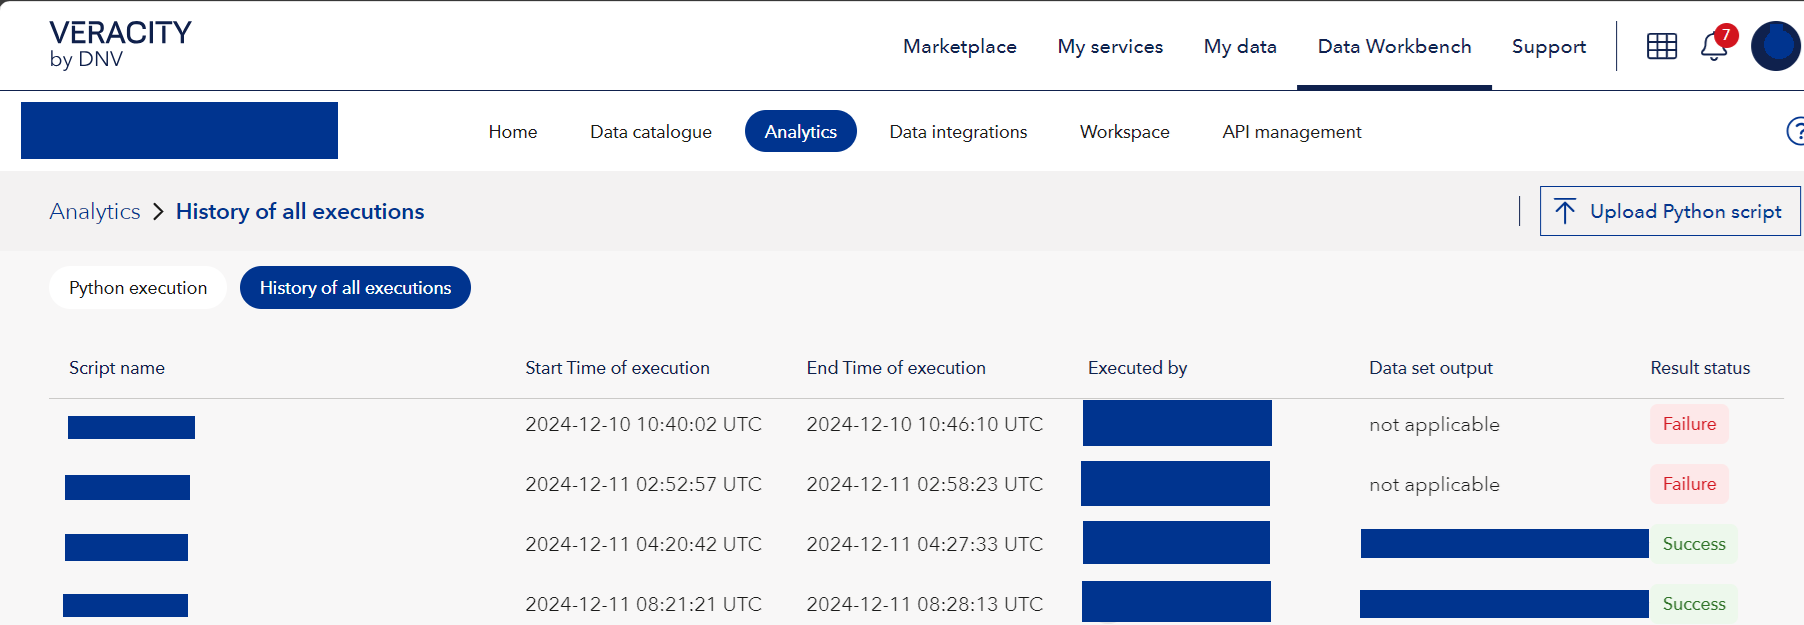 VERACITY
by DNV
Marketplace My services My data Data Workbench Support 7
Home Data catalogue Analytics Data integrations Workspace API management ?
Analytics > History of all executions Upload Python script
Python execution History of all executions
Script name Start Time of execution End Time of execution Executed by Data set output Result status
2024-12-10 10:40:02 UTC 2024-12-10 10:46:10 UTC not applicable Failure
2024-12-11 02:52:57 UTC 2024-12-11 02:58:23 UTC not applicable Failure
2024-12-11 04:20:42 UTC 2024-12-11 04:27:33 UTC Success
2024-12-11 08:21:21 UTC 2024-12-11 08:28:13 UTC Success